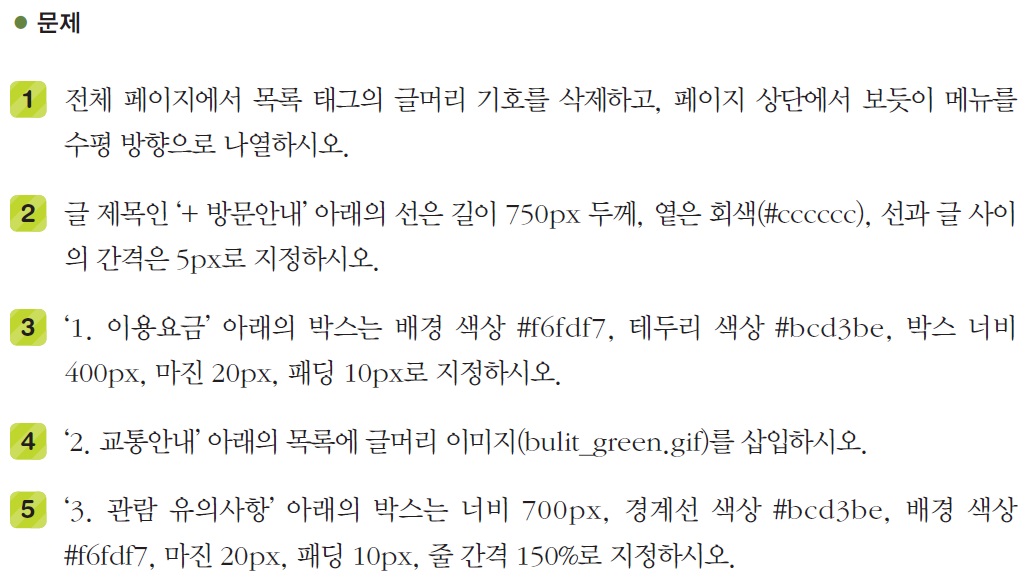 • 문제
1 전체 페이지에서 목록 태그의 글머리 기호를 삭제하고, 페이지 상단에서 보듯이 메뉴를
수평 방향으로 나열하시오.
2 글 제목인 ‘+ 방문안내’ 아래의 선은 길이 750px 두께, 옅은 회색(#cccccc), 선과 글 사이
의 간격은 5px로 지정하시오.
3 ‘1. 이용요금’ 아래의 박스는 배경 색상 #f6fdf7, 테두리 색상 #bcd3be, 박스 너비
400px, 마진 20px, 패딩 10px로 지정하시오.
4 ‘2. 교통안내’ 아래의 목록에 글머리 이미지(bulit_green.gif)를 삽입하시오.
5 ‘3. 관람 유의사항’ 아래의 박스는 너비 700px, 경계선 색상 #bcd3be, 배경 색상
#f6fdf7, 마진 20px, 패딩 10px, 줄 간격 150%로 지정하시오.